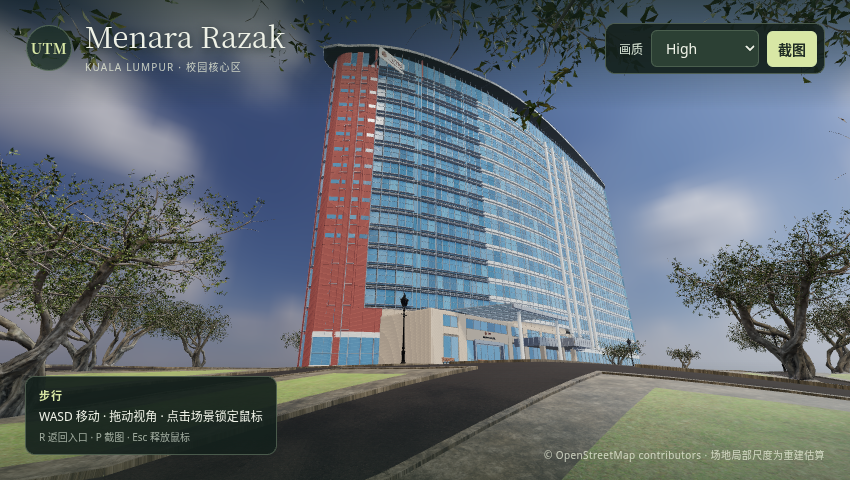 UTM
Menara Razak
KUALA LUMPUR · 校园核心区
画质
High
截图
步行
WASD 移动 · 拖动视角 · 点击场景锁定鼠标
R 返回入口 · P 截图 · Esc 释放鼠标
© OpenStreetMap contributors · 场地局部尺度为重建估算